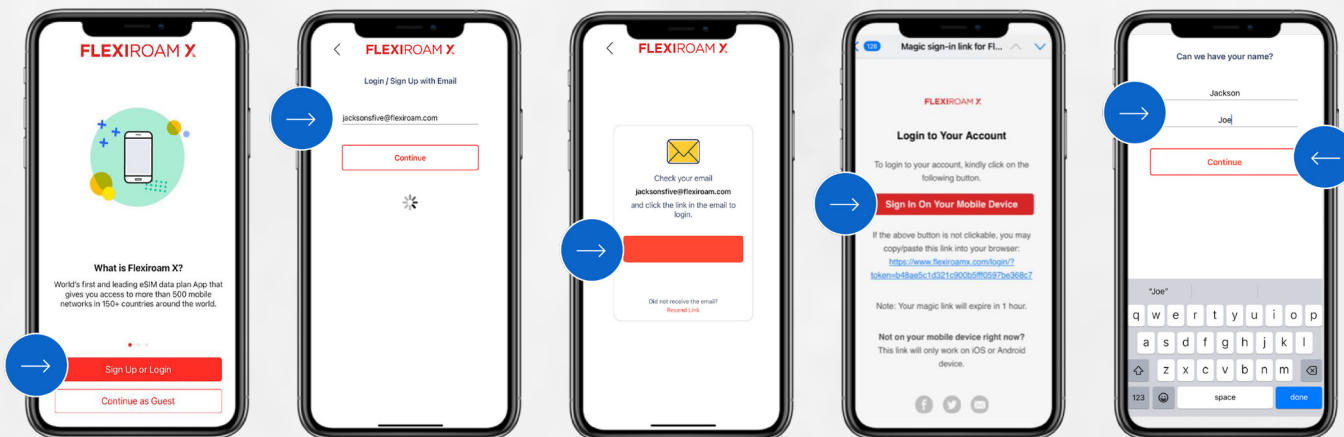 FLEXIROAM X
What is Flexiroam X?
World's first and leading eSIM data plan App that
gives you access to more than 500 mobile
networks in 150+ countries around the world.
Sign Up or Login
Continue as Guest
FLEXIROAM X
Login / Sign Up with Email
jacksonsfive@flexiroam.com
Continue
FLEXIROAM X
Check your email
jacksonsfive@flexiroam.com
and click the link in the email to
login.
Did not receive the email?
Resend Link
128
Magic sign-in link for Fl...
FLEXIROAM X
Login to Your Account
To login to your account, kindly click on the
following button.
Sign In On Your Mobile Device
If the above button is not clickable, you may
copy/paste this link into your browser:
https://www.flexiroamx.com/login/?
token=b48ae5c1d321c900b5fff0597be368c7
Note: Your magic link will expire in 1 hour.
Not on your mobile device right now?
This link will only work on iOS or Android
device.
Can we have your name?
Jackson
Joe
Continue
"Joe"
q w e r t y u i o p
a s d f g h j k l
z x c v b n m
123 space done